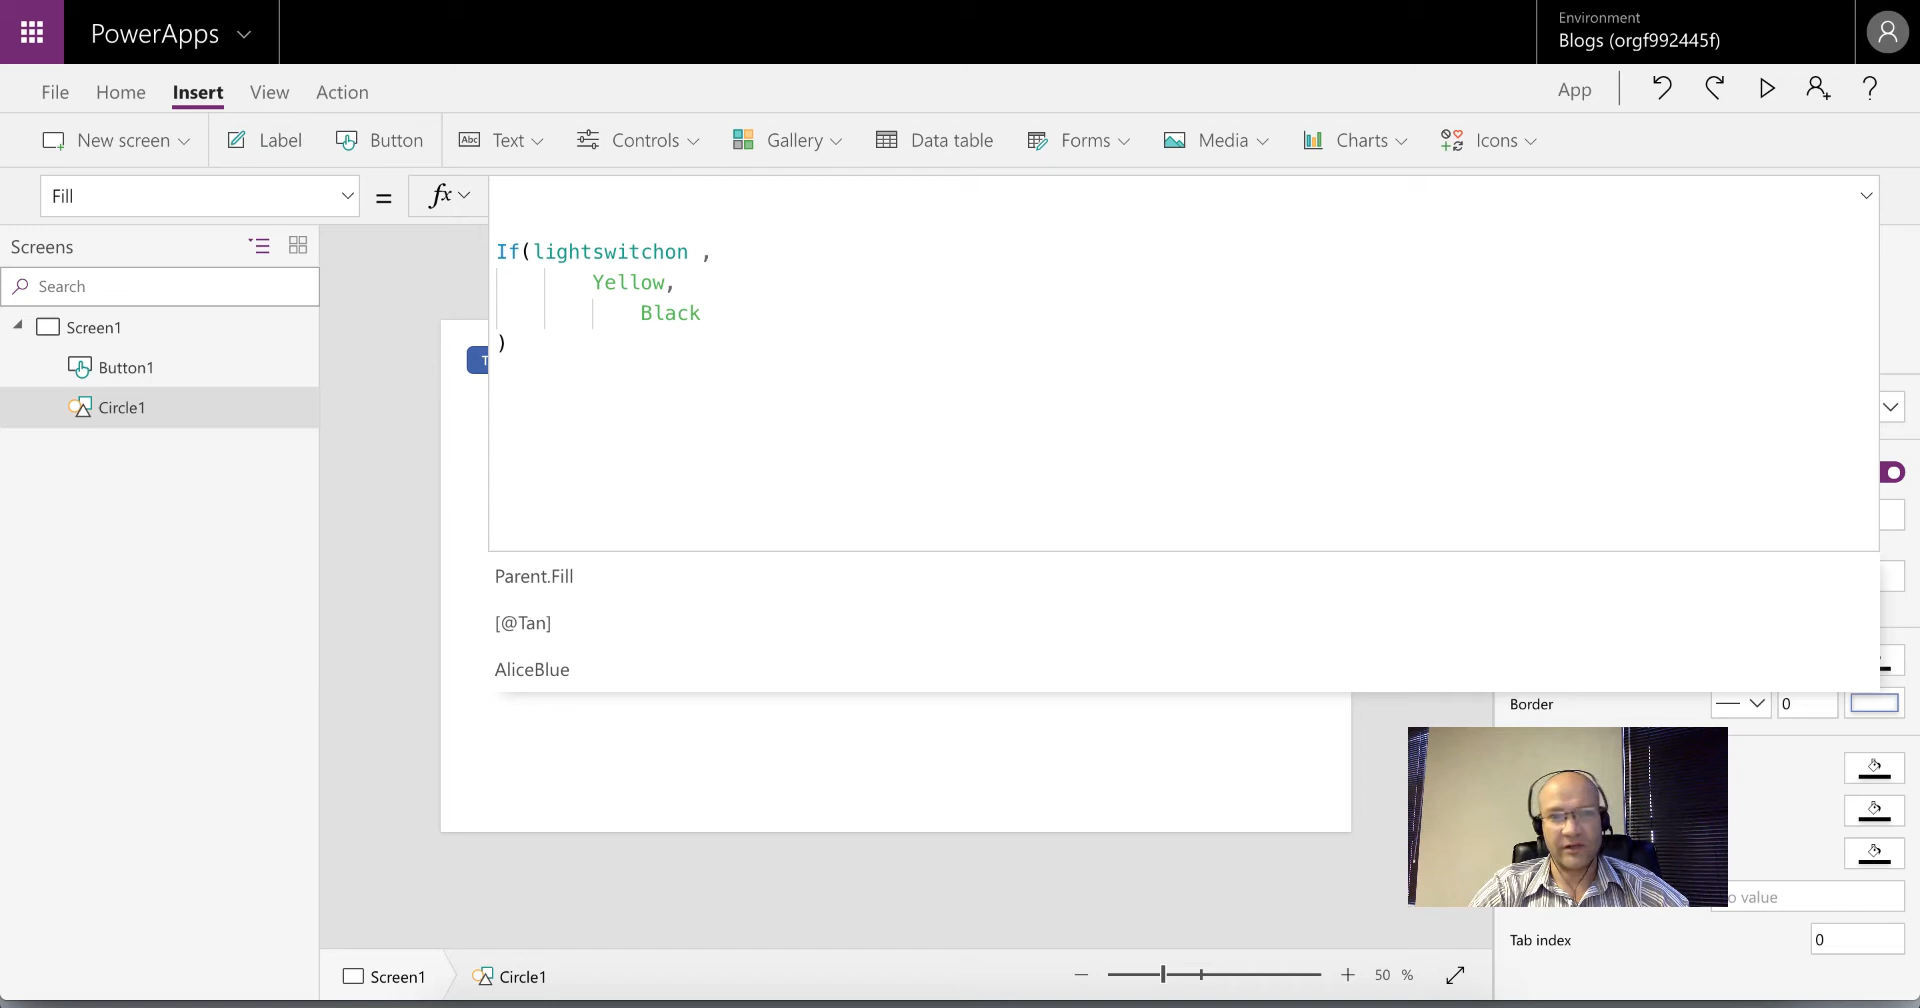 PowerApps
Environment
Blogs (orgf992445f)
File Home Insert View Action
App
?
New screen Label Button Abc Text Controls Gallery Data table Forms Media Charts Icons
Fill = fx
Screens
Search
Screen1
Button1
Circle1
If(lightswitchon ,
Yellow,
Black
)
T
Parent.Fill
[@Tan]
AliceBlue
Border 0
o value
Tab index 0
Screen1 Circle1
50 %